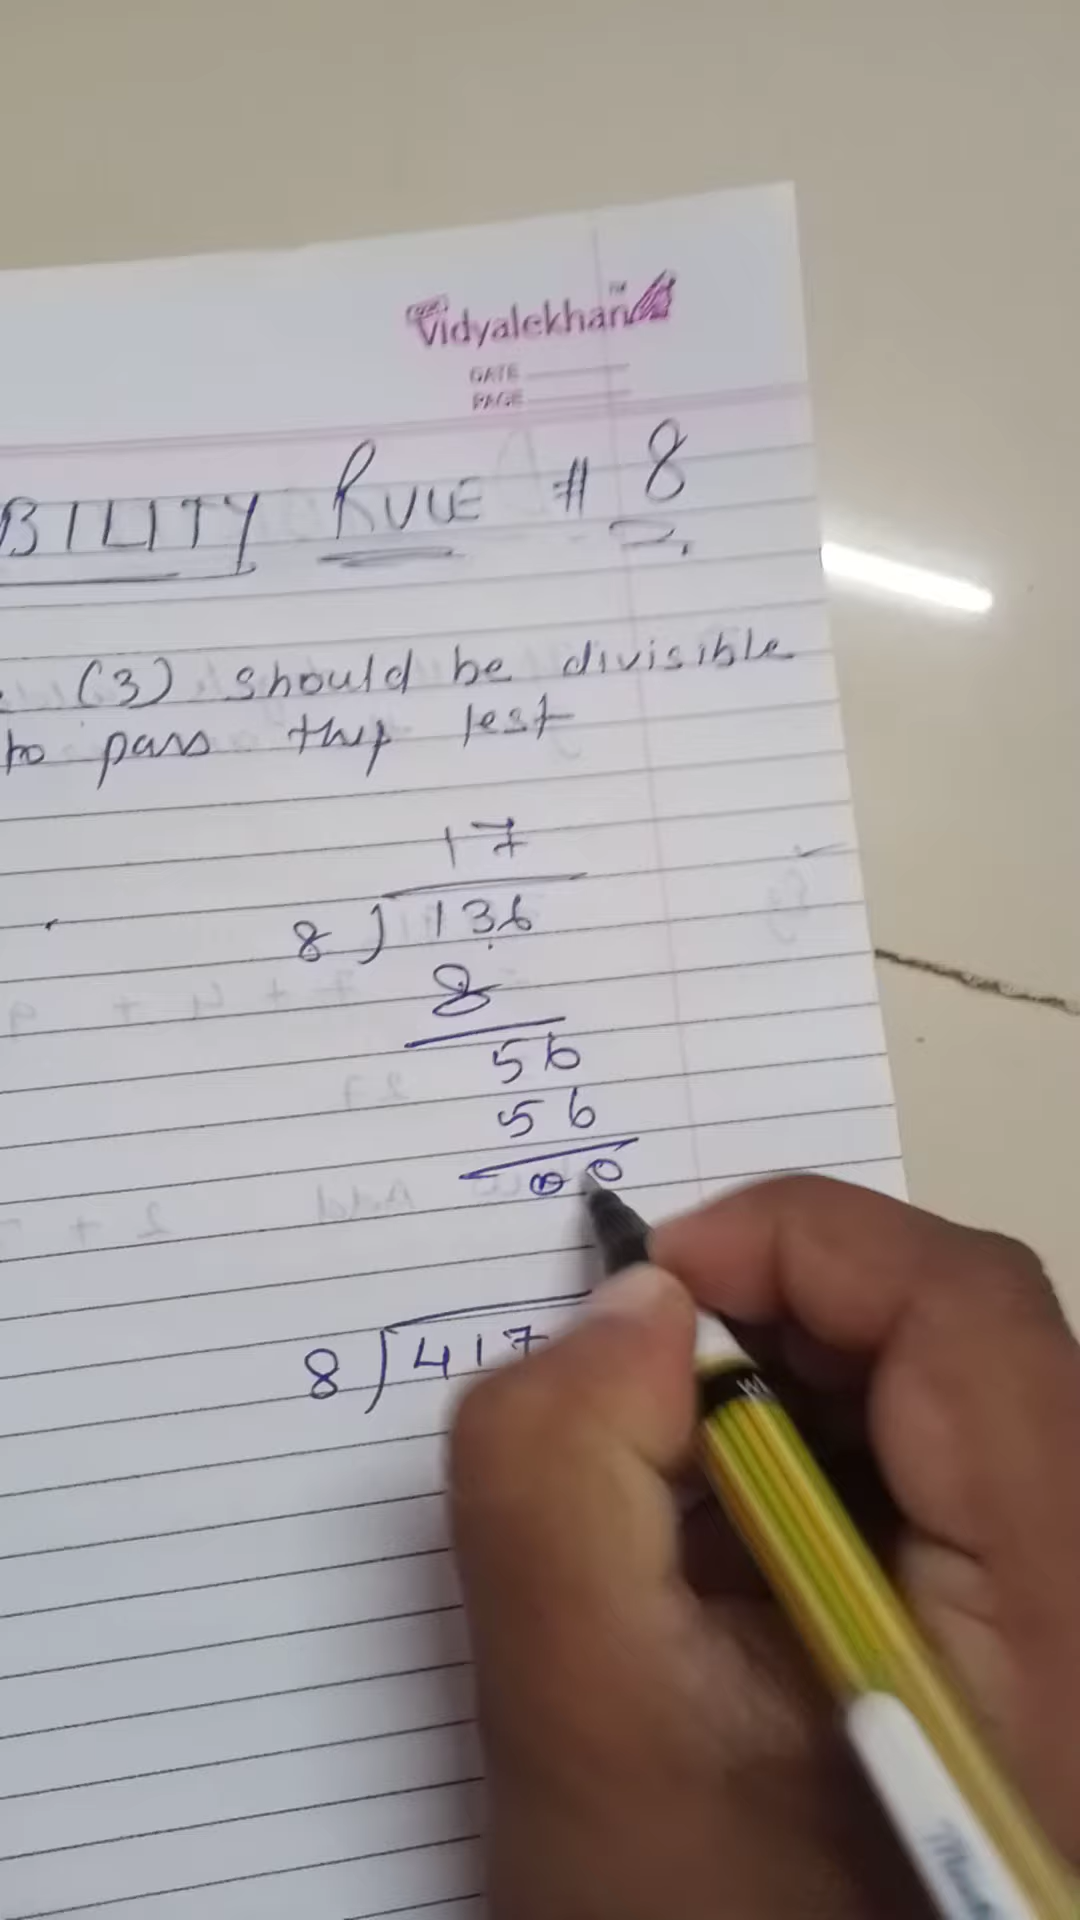 Vidyalekhan
DATE
PAGE
BILITY RULE # 8
(3) should be divisible
to pass this test
17
8 ) 136
8
56
56
00
8 ) 417